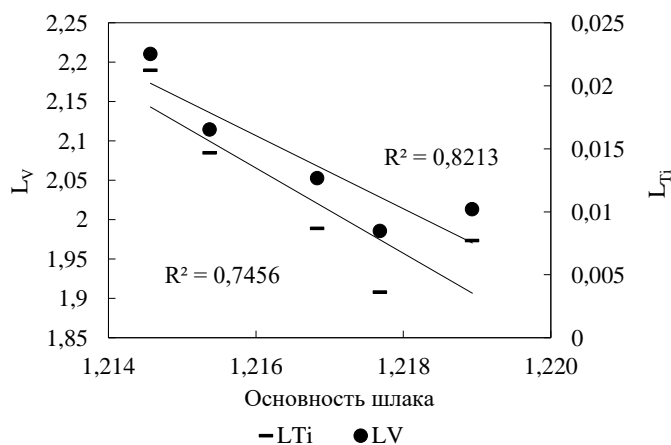 2,25
2,2
2,15
2,1
2,05
2
1,95
1,9
1,85
L_V
0,025
0,02
0,015
0,01
0,005
0
L_Ti
R² = 0,8213
R² = 0,7456
1,214 1,216 1,218 1,220
Основность шлака
LTi LV